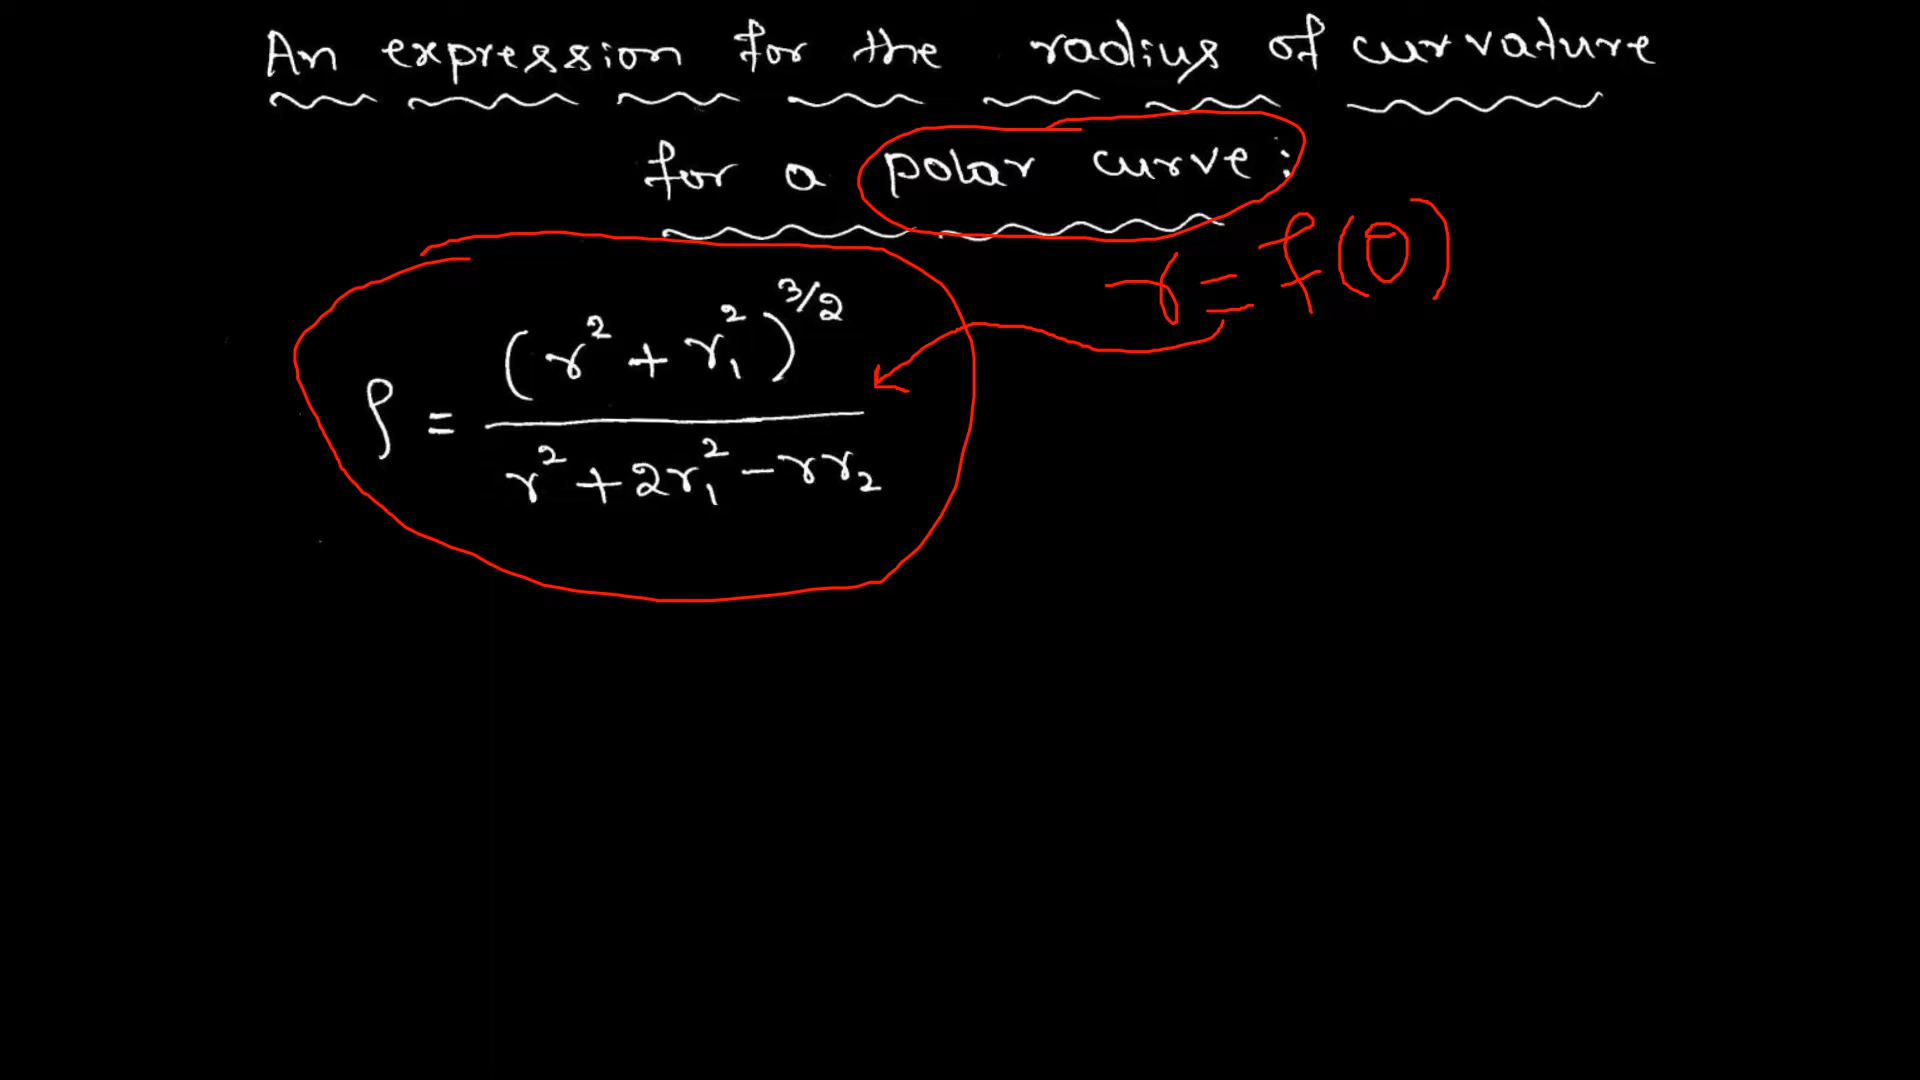 An expression for the radius of curvature
for a polar curve:
r = f(θ)
ρ = (r² + r₁²)^3/2 / r² + 2r₁² - rr₂